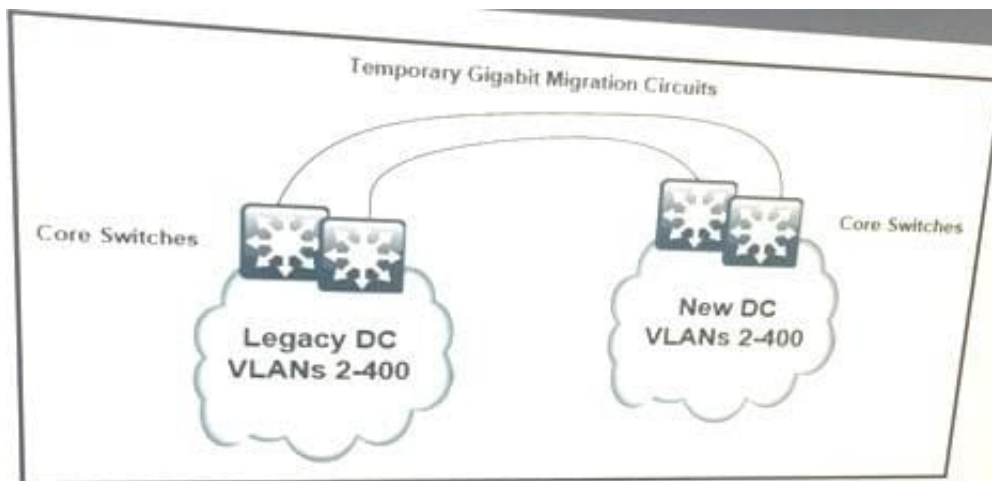 Temporary Gigabit Migration Circuits
Core Switches
Core Switches
Legacy DC
VLANs 2-400
New DC
VLANs 2-400